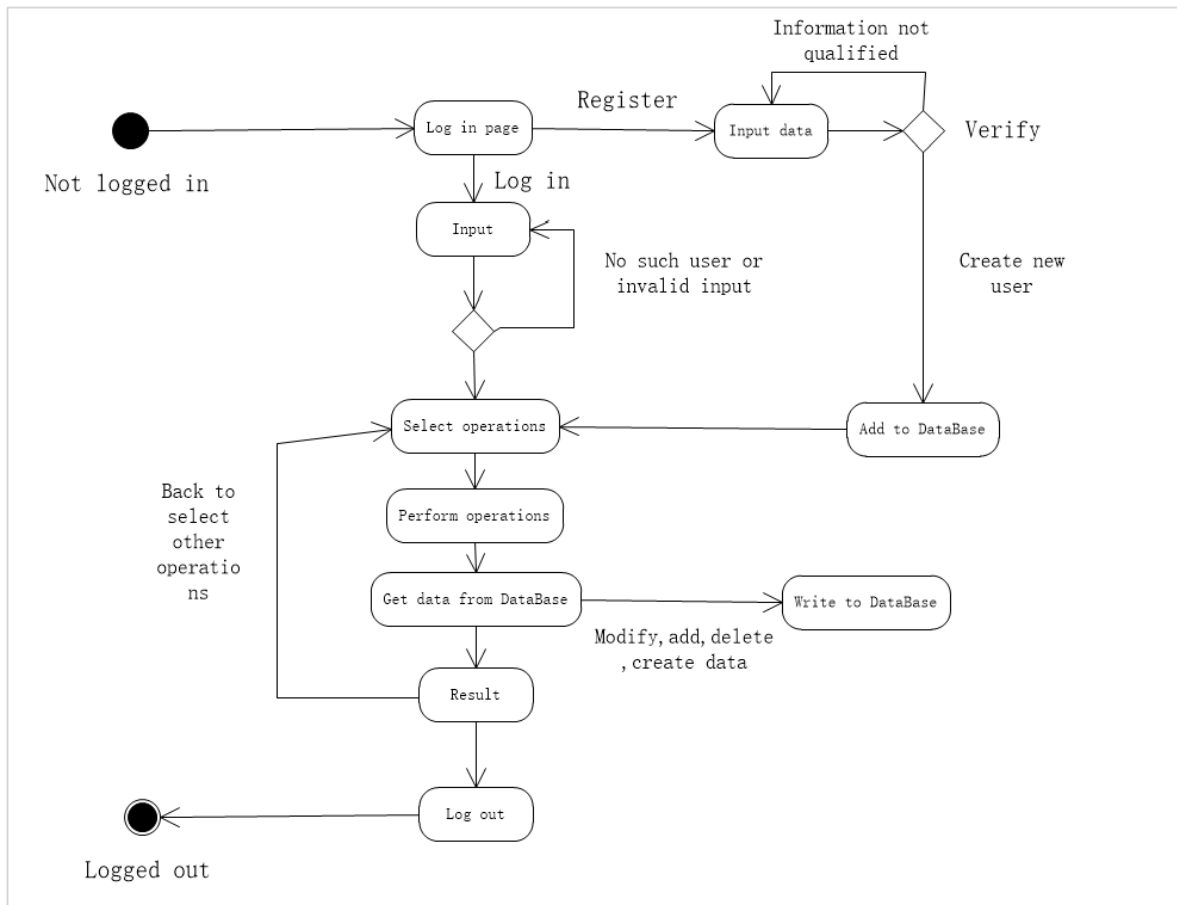 Information not
qualified
Register
Log in page
Input data
Verify
Not logged in
Log in
Input
No such user or
invalid input
Create new
user
Select operations
Add to DataBase
Back to
select
other
operatio
ns
Perform operations
Get data from DataBase
Write to DataBase
Modify,add,delete
,create data
Result
Log out
Logged out